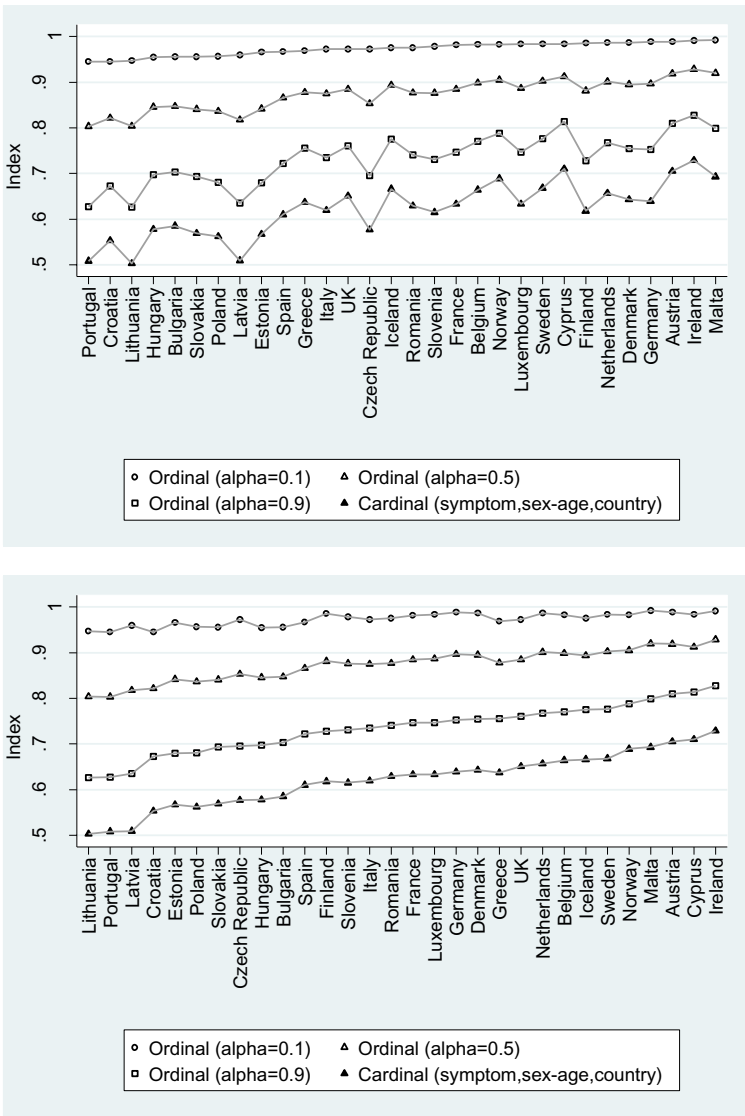 1
.9
.8
.7
.6
.5
Index
Portugal
Croatia
Lithuania
Hungary
Bulgaria
Slovakia
Poland
Latvia
Estonia
Spain
Greece
Italy
UK
Czech Republic
Iceland
Romania
Slovenia
France
Belgium
Norway
Luxembourg
Sweden
Cyprus
Finland
Netherlands
Denmark
Germany
Austria
Ireland
Malta
Ordinal (alpha=0.1) Ordinal (alpha=0.5)
Ordinal (alpha=0.9) Cardinal (symptom,sex-age,country)
1
.9
.8
.7
.6
.5
Index
Lithuania
Portugal
Latvia
Croatia
Estonia
Poland
Slovakia
Czech Republic
Hungary
Bulgaria
Spain
Finland
Slovenia
Italy
Romania
France
Luxembourg
Germany
Denmark
Greece
UK
Netherlands
Belgium
Iceland
Sweden
Norway
Malta
Austria
Cyprus
Ireland
Ordinal (alpha=0.1) Ordinal (alpha=0.5)
Ordinal (alpha=0.9) Cardinal (symptom,sex-age,country)